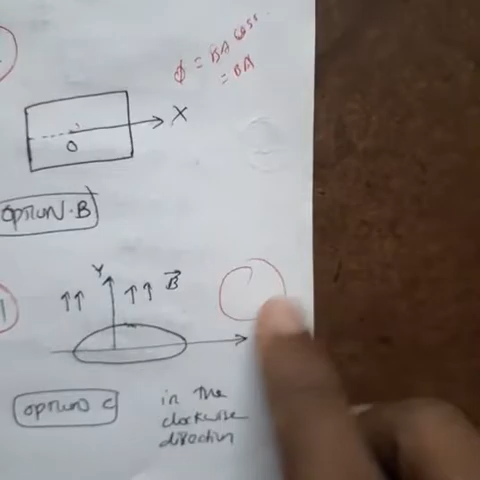 φ = BA cos
= BA
X
O
OPTION.B
Y
B
OPTION C
in the
clockwise
direction